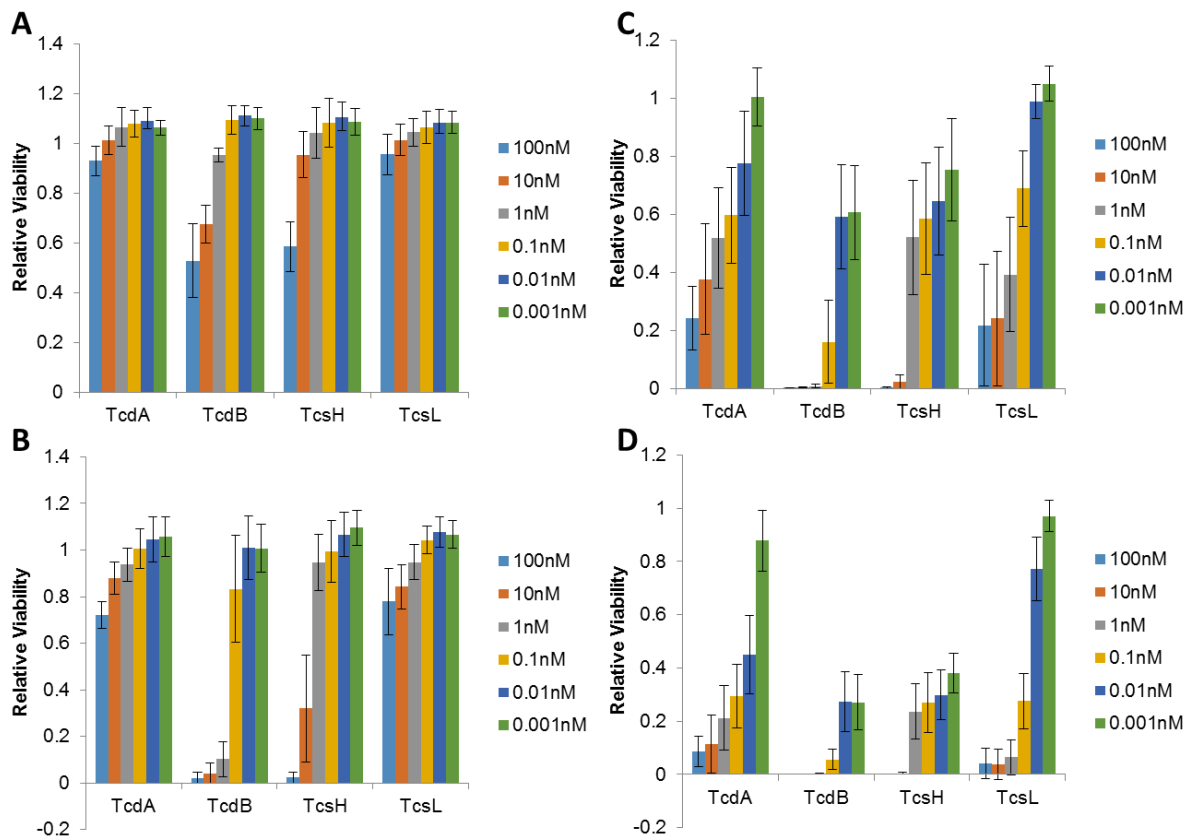 A
Relative Viability
1.4
1.2
1
0.8
0.6
0.4
0.2
0
TcdA TcdB TcsH TcsL
100nM
10nM
1nM
0.1nM
0.01nM
0.001nM
B
Relative Viability
1.4
1.2
1
0.8
0.6
0.4
0.2
0
-0.2
TcdA TcdB TcsH TcsL
100nM
10nM
1nM
0.1nM
0.01nM
0.001nM
C
Relative Viability
1.2
1
0.8
0.6
0.4
0.2
0
TcdA TcdB TcsH TcsL
100nM
10nM
1nM
0.1nM
0.01nM
0.001nM
D
Relative Viability
1.2
1
0.8
0.6
0.4
0.2
0
-0.2
TcdA TcdB TcsH TcsL
100nM
10nM
1nM
0.1nM
0.01nM
0.001nM